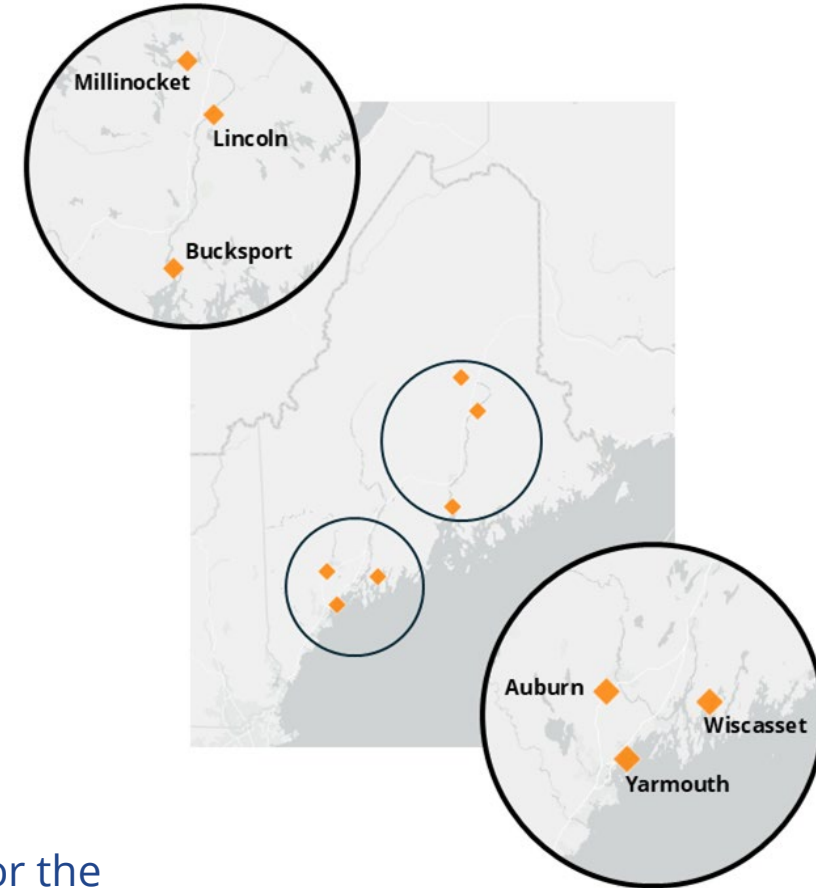 Millinocket
Lincoln
Bucksport
Auburn
Wiscasset
Yarmouth
or the